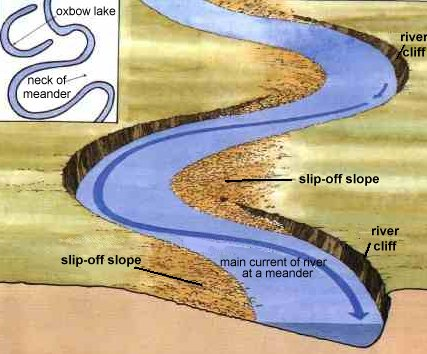 oxbow lake
neck of
meander
river
cliff
slip-off slope
river
cliff
slip-off slope
main current of river
at a meander